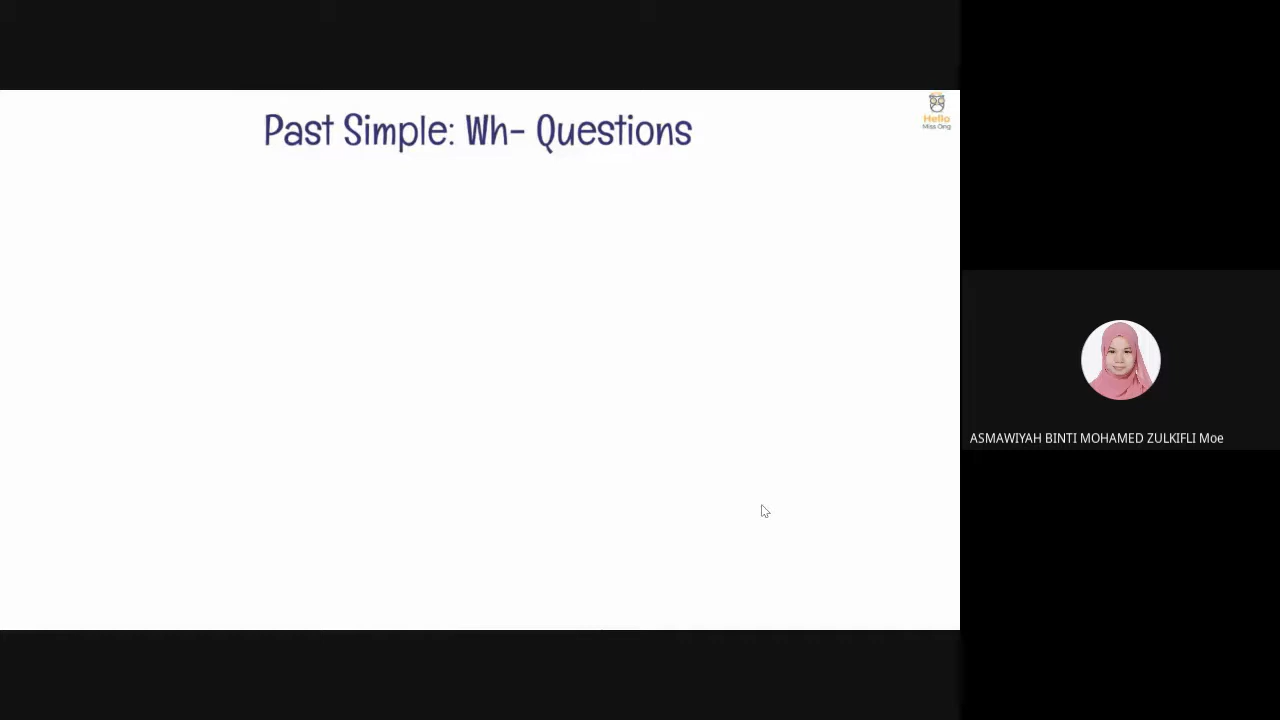 Past Simple: Wh- Questions
Hello
Miss Ong
ASMAWIYAH BINTI MOHAMED ZULKIFLI Moe